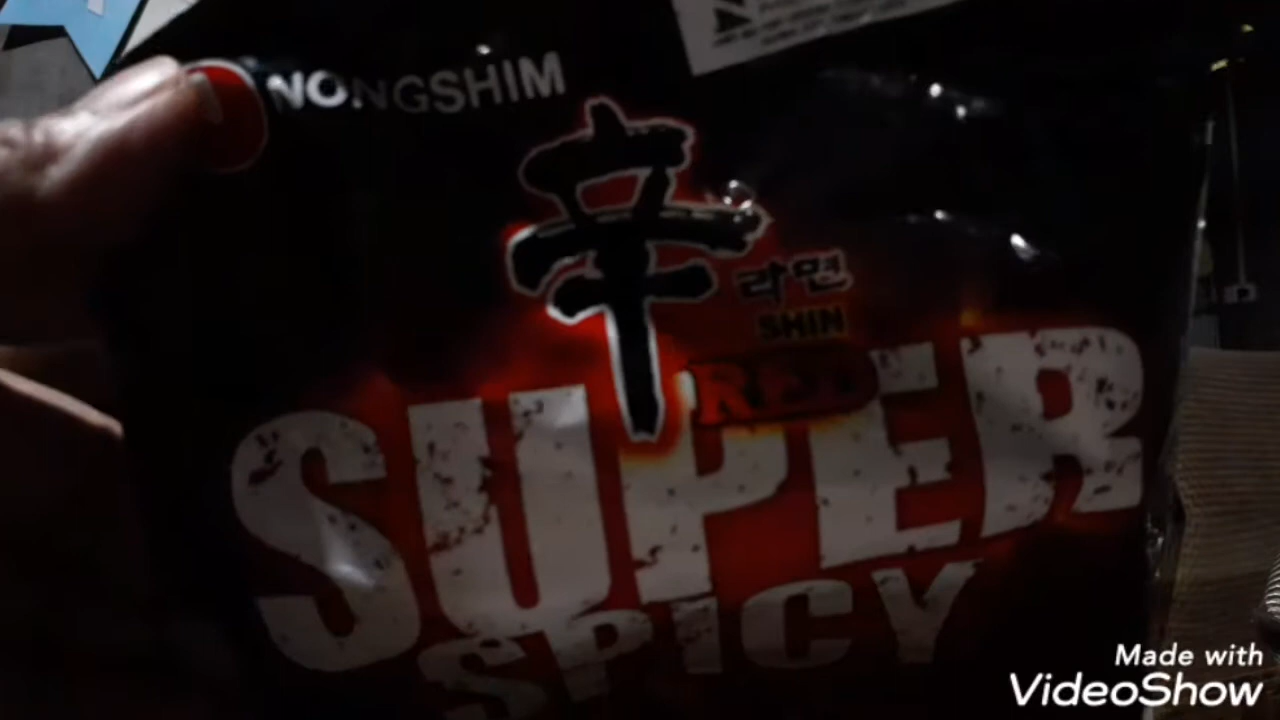 NONGSHIM
辛
라면
SHIN
RED
SUPER
SPICY
Made with
VideoShow